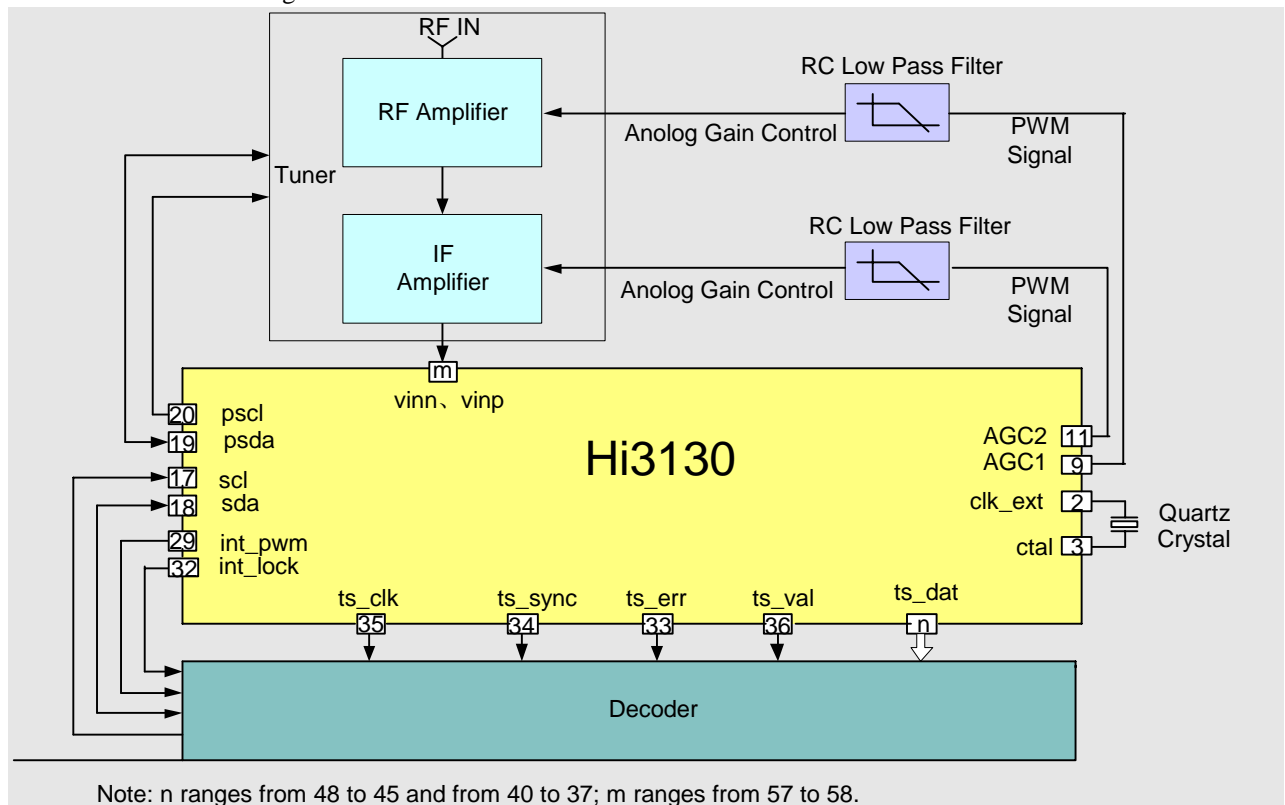 RF IN
RC Low Pass Filter
RF Amplifier
Anolog Gain Control
PWM
Signal
Tuner
RC Low Pass Filter
IF
Amplifier
Anolog Gain Control
PWM
Signal
m
vinn、vinp
20 pscl
19 psda
17 scl
18 sda
29 int_pwm
32 int_lock
Hi3130
AGC2 11
AGC1 9
clk_ext 2
ctal 3
Quartz
Crystal
ts_clk ts_sync ts_err ts_val ts_dat
35 34 33 36 n
Decoder
Note: n ranges from 48 to 45 and from 40 to 37; m ranges from 57 to 58.